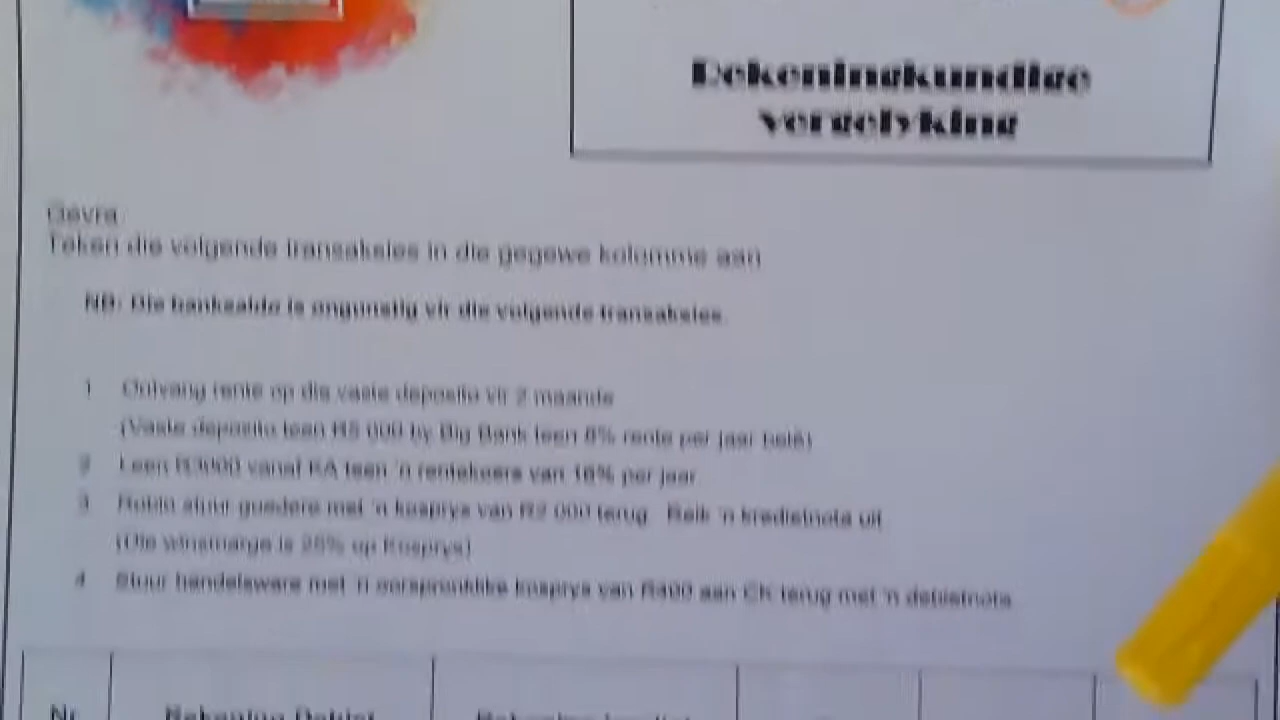 Rekeningkundige
vergelyking
Gevra
Teken die volgende transaksies in die gegewe kolomme aan
NB: Die banksaldo is ongunstig vir die volgende transaksies.
1 Ontvang rente op die vaste deposito vir 2 maande
(Vaste deposito teen R5 000 by Big Bank teen 8% rente per jaar belê)
2 Leen R3000 vanaf KA teen 'n rentekoers van 18% per jaar
3 Robin stuur goedere met 'n kosprys van R2 000 terug. Reik 'n kredietnota uit
(Die winsmarge is 25% op Kosprys)
4 Stuur handelsware met 'n oorspronklike kosprys van R400 aan CK terug met 'n debietnota
Nr Rekening Debiet Rekening krediet